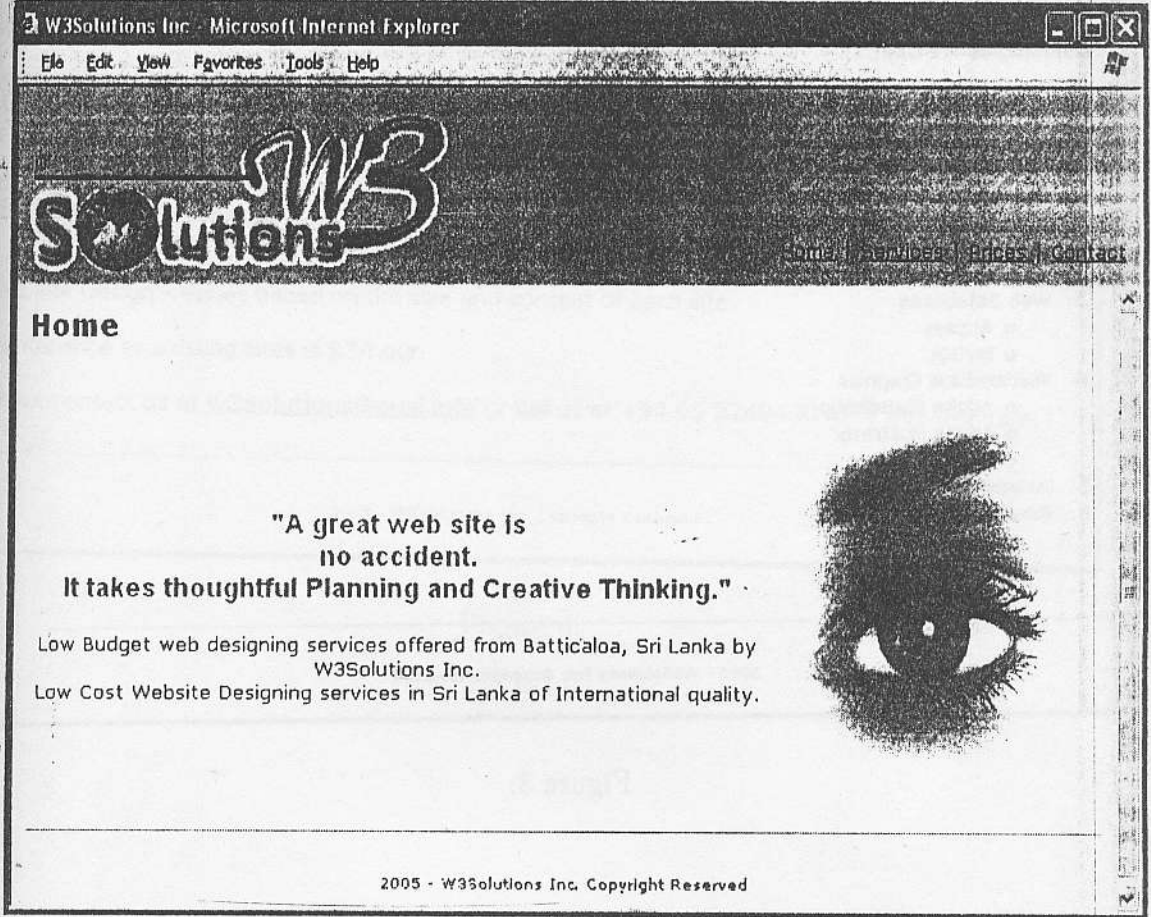 W3Solutions Inc - Microsoft Internet Explorer
File Edit View Favorites Tools Help
W3
Solutions
Home | Services | Prices | Contact
Home
"A great web site is
no accident.
It takes thoughtful Planning and Creative Thinking."
Low Budget web designing services offered from Batticaloa, Sri Lanka by
W3Solutions Inc.
Low Cost Website Designing services in Sri Lanka of International quality.
2005 - W3Solutions Inc. Copyright Reserved